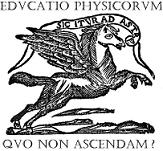 EDVCATIO PHYSICORVM
SIC ITVR AD ASTRA
QVO NON ASCENDAM?